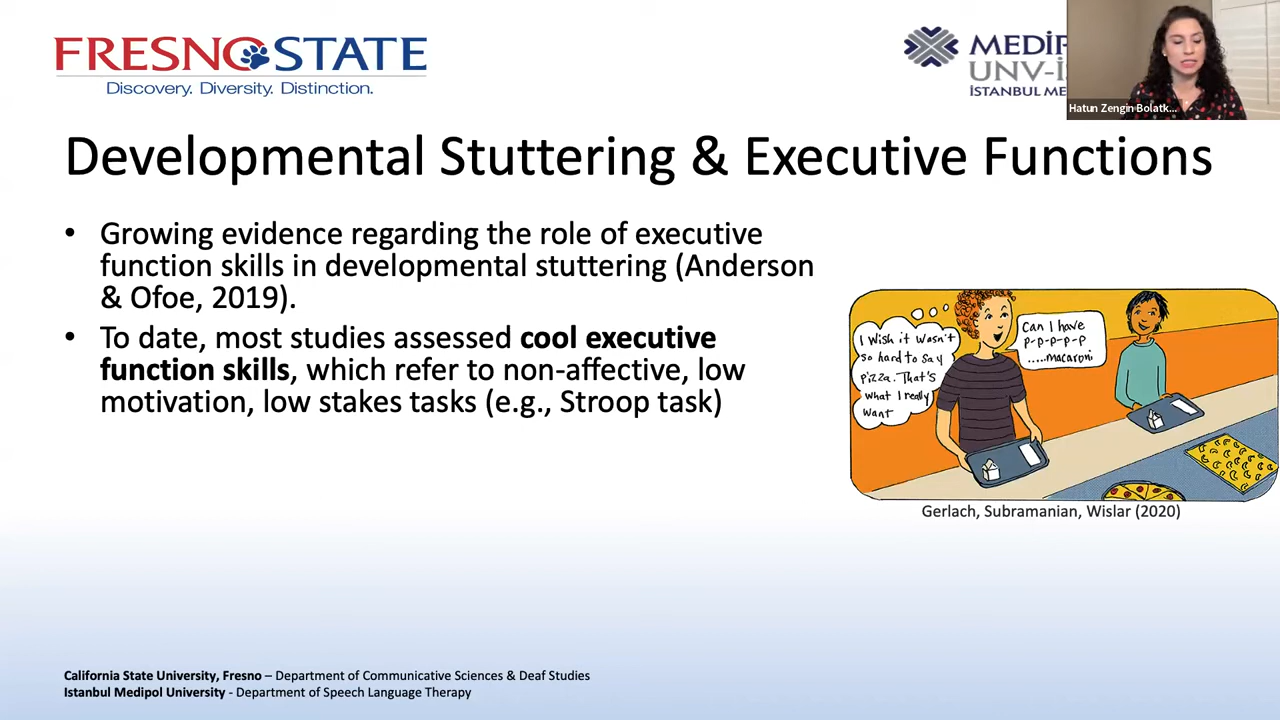 FRESNO STATE
Discovery. Diversity. Distinction.
UNV-İS
İSTANBUL
Hatun Zengin Bolatk...
Developmental Stuttering & Executive Functions
• Growing evidence regarding the role of executive
function skills in developmental stuttering (Anderson
& Ofoe, 2019).
• To date, most studies assessed cool executive
function skills, which refer to non-affective, low
motivation, low stakes tasks (e.g., Stroop task)
I wish it wasn't
so hard to say
pizza. That's
what I really
want
Can I have
P-P-P-P-P
.....macaroni
Gerlach, Subramanian, Wislar (2020)
California State University, Fresno – Department of Communicative Sciences & Deaf Studies
Istanbul Medipol University - Department of Speech Language Therapy